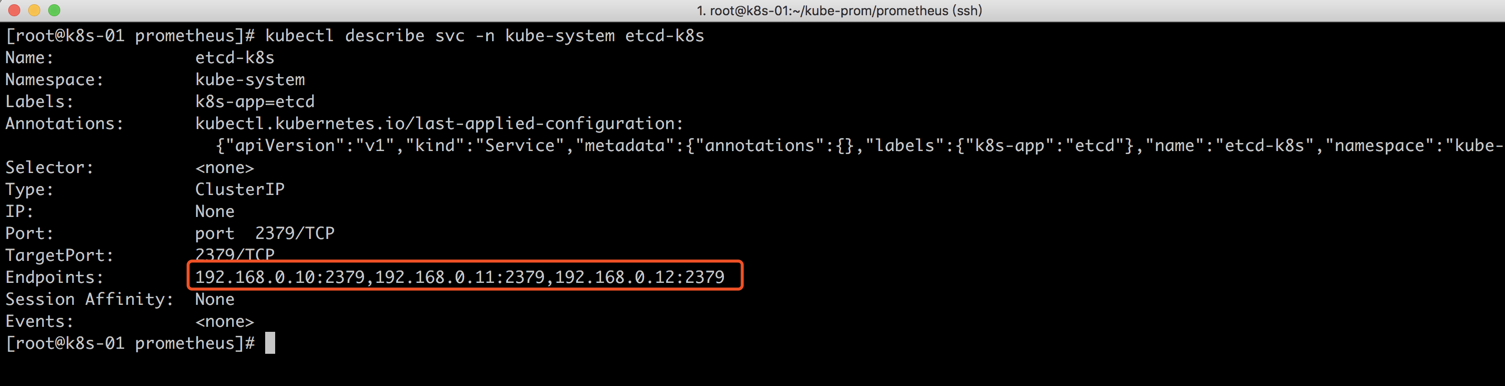 1. root@k8s-01:~/kube-prom/prometheus (ssh)
[root@k8s-01 prometheus]# kubectl describe svc -n kube-system etcd-k8s
Name: etcd-k8s
Namespace: kube-system
Labels: k8s-app=etcd
Annotations: kubectl.kubernetes.io/last-applied-configuration:
{"apiVersion":"v1","kind":"Service","metadata":{"annotations":{},"labels":{"k8s-app":"etcd"},"name":"etcd-k8s","namespace":"kube-
Selector: <none>
Type: ClusterIP
IP: None
Port: port 2379/TCP
TargetPort: 2379/TCP
Endpoints: 192.168.0.10:2379,192.168.0.11:2379,192.168.0.12:2379
Session Affinity: None
Events: <none>
[root@k8s-01 prometheus]#